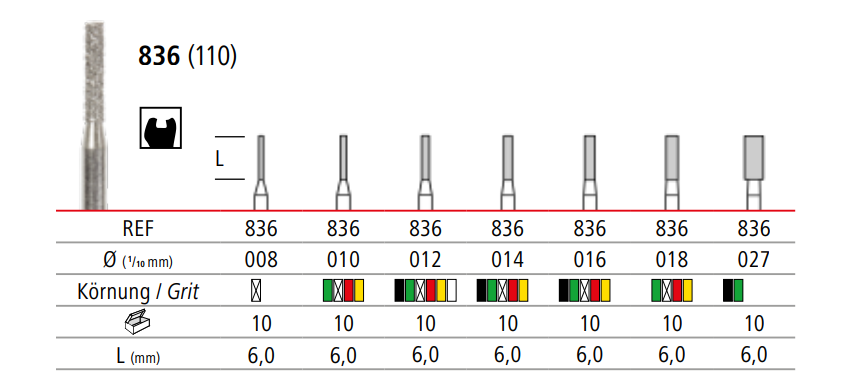 836 (110)
L
REF 836 836 836 836 836 836 836
Ø (1/10 mm) 008 010 012 014 016 018 027
Körnung / Grit
10 10 10 10 10 10 10
L (mm) 6,0 6,0 6,0 6,0 6,0 6,0 6,0